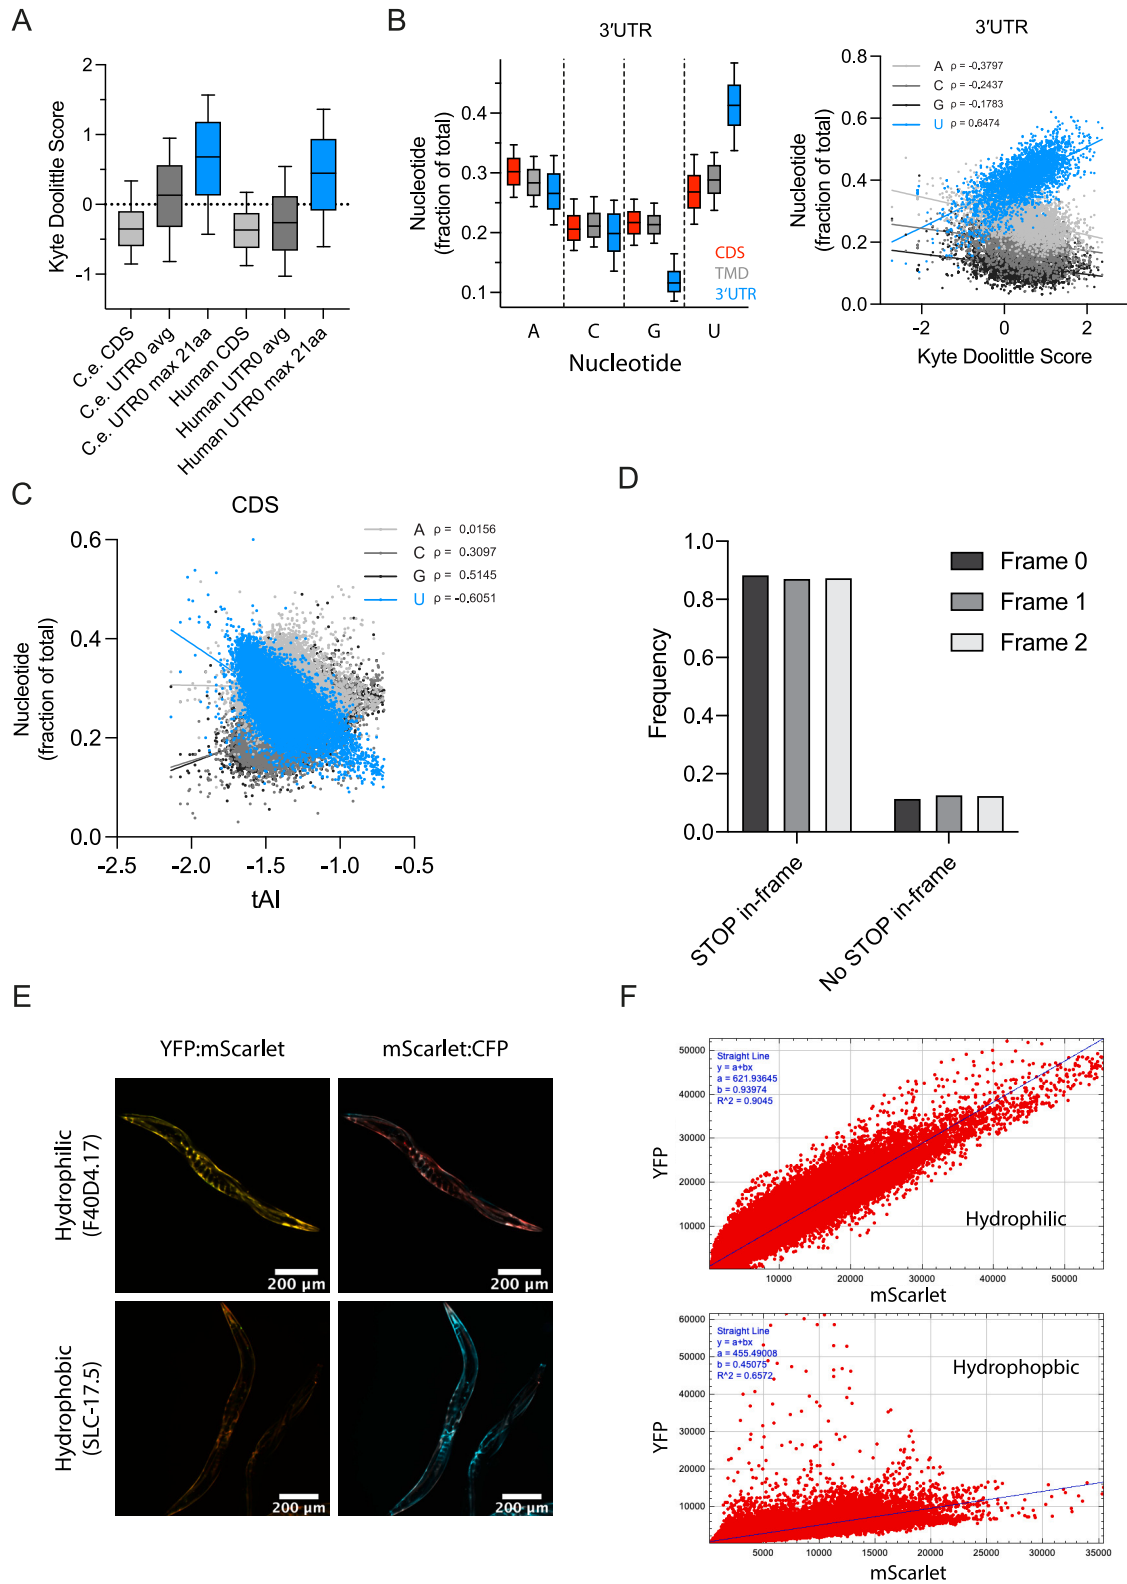 A
Kyte Doolittle Score
2
1
0
-1
C.e. CDS
C.e. UTR0 avg
C.e. UTR0 max 21aa
Human CDS
Human UTR0 avg
Human UTR0 max 21aa
B
3'UTR
Nucleotide
(fraction of total)
0.4
0.3
0.2
0.1
CDS
TMD
3'UTR
A C G U
Nucleotide
3'UTR
Nucleotide
(fraction of total)
0.8
0.6
0.4
0.2
0.0
A ρ = -0.3797
C ρ = -0.2437
G ρ = -0.1783
U ρ = 0.6474
-2 0 2
Kyte Doolittle Score
C
CDS
Nucleotide
(fraction of total)
0.6
0.4
0.2
0.0
A ρ = 0.0156
C ρ = 0.3097
G ρ = 0.5145
U ρ = -0.6051
-2.5 -2.0 -1.5 -1.0 -0.5
tAI
D
Frequency
1.0
0.8
0.6
0.4
0.2
0.0
Frame 0
Frame 1
Frame 2
STOP in-frame
No STOP in-frame
E
YFP:mScarlet
mScarlet:CFP
Hydrophilic
(F40D4.17)
200 µm
200 µm
Hydrophobic
(SLC-17.5)
200 µm
200 µm
F
YFP
50000
40000
30000
20000
10000
Straight Line
y = a+bx
a = 621.93645
b = 0.93974
R^2 = 0.9045
Hydrophilic
10000 20000 30000 40000 50000
mScarlet
YFP
60000
50000
40000
30000
20000
10000
Straight Line
y = a+bx
a = 455.49008
b = 0.45075
R^2 = 0.6572
Hydrophopbic
5000 10000 15000 20000 25000 30000 35000
mScarlet